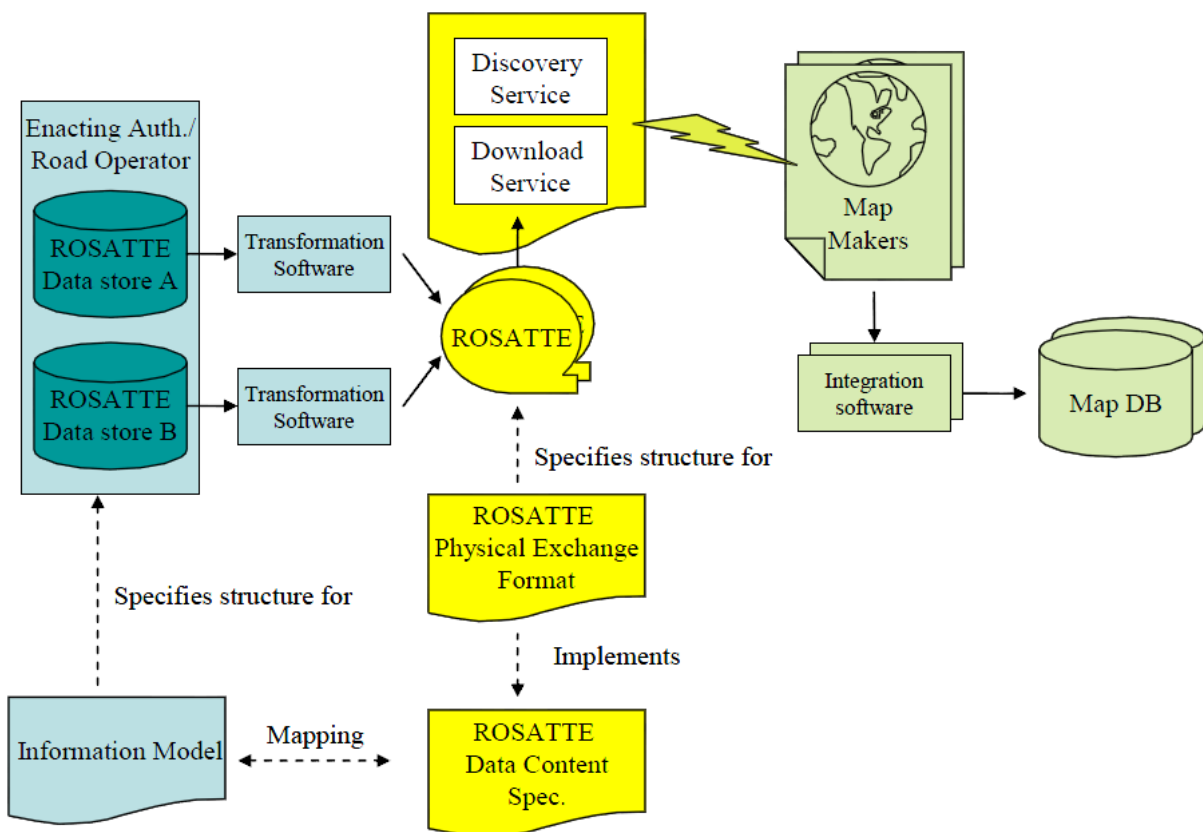 Discovery
Service
Download
Service
Enacting Auth./
Road Operator
ROSATTE
Data store A
Transformation
Software
ROSATTE
Data store B
Transformation
Software
ROSATTE
Map
Makers
Integration
software
Map DB
Specifies structure for
ROSATTE
Physical Exchange
Format
Specifies structure for
Implements
Information Model
Mapping
ROSATTE
Data Content
Spec.